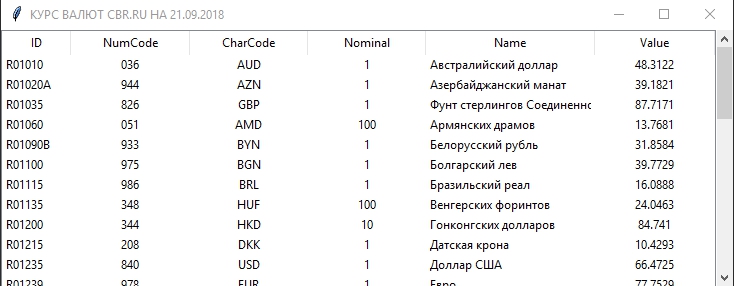 КУРС ВАЛЮТ CBR.RU НА 21.09.2018
ID NumCode CharCode Nominal Name Value
R01010 036 AUD 1 Австралийский доллар 48.3122
R01020A 944 AZN 1 Азербайджанский манат 39.1821
R01035 826 GBP 1 Фунт стерлингов Соединенно 87.7171
R01060 051 AMD 100 Армянских драмов 13.7681
R01090B 933 BYN 1 Белорусский рубль 31.8584
R01100 975 BGN 1 Болгарский лев 39.7729
R01115 986 BRL 1 Бразильский реал 16.0888
R01135 348 HUF 100 Венгерских форинтов 24.0463
R01200 344 HKD 10 Гонконгских долларов 84.741
R01215 208 DKK 1 Датская крона 10.4293
R01235 840 USD 1 Доллар США 66.4725
R01239 978 EUR 1 Евро 77.7529